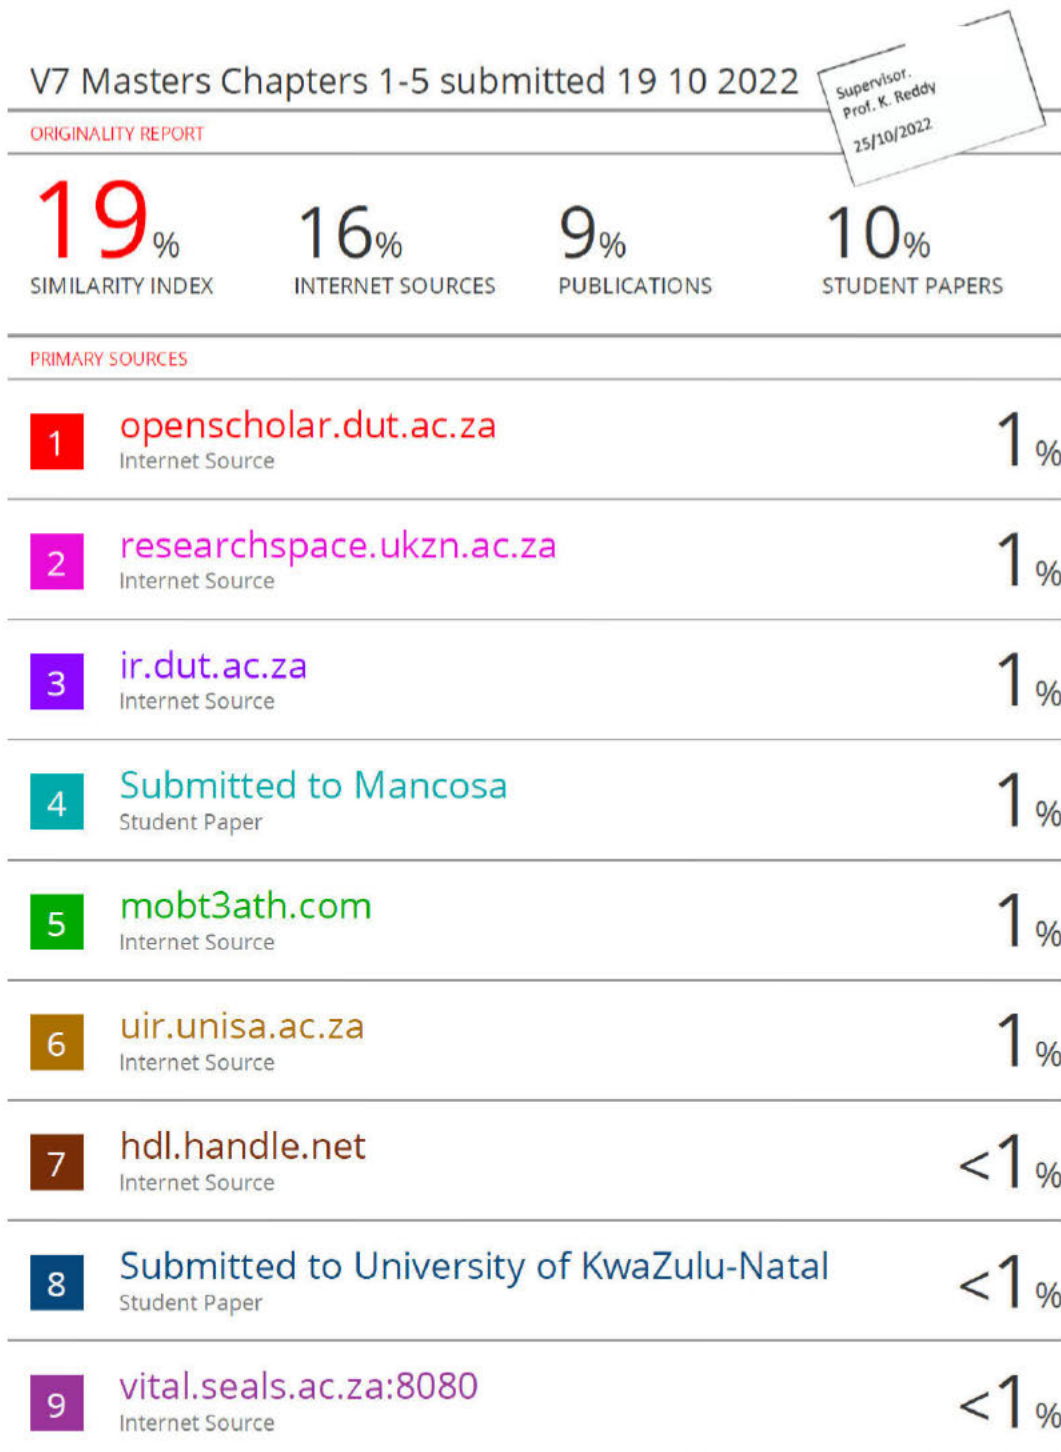 V7 Masters Chapters 1-5 submitted 19 10 2022
Supervisor.
Prof. K. Reddy
25/10/2022
ORIGINALITY REPORT
19% 16% 9% 10%
SIMILARITY INDEX INTERNET SOURCES PUBLICATIONS STUDENT PAPERS
PRIMARY SOURCES
1 openscholar.dut.ac.za 1%
Internet Source
2 researchspace.ukzn.ac.za 1%
Internet Source
3 ir.dut.ac.za 1%
Internet Source
4 Submitted to Mancosa 1%
Student Paper
5 mobt3ath.com 1%
Internet Source
6 uir.unisa.ac.za 1%
Internet Source
7 hdl.handle.net <1%
Internet Source
8 Submitted to University of KwaZulu-Natal <1%
Student Paper
9 vital.seals.ac.za:8080 <1%
Internet Source